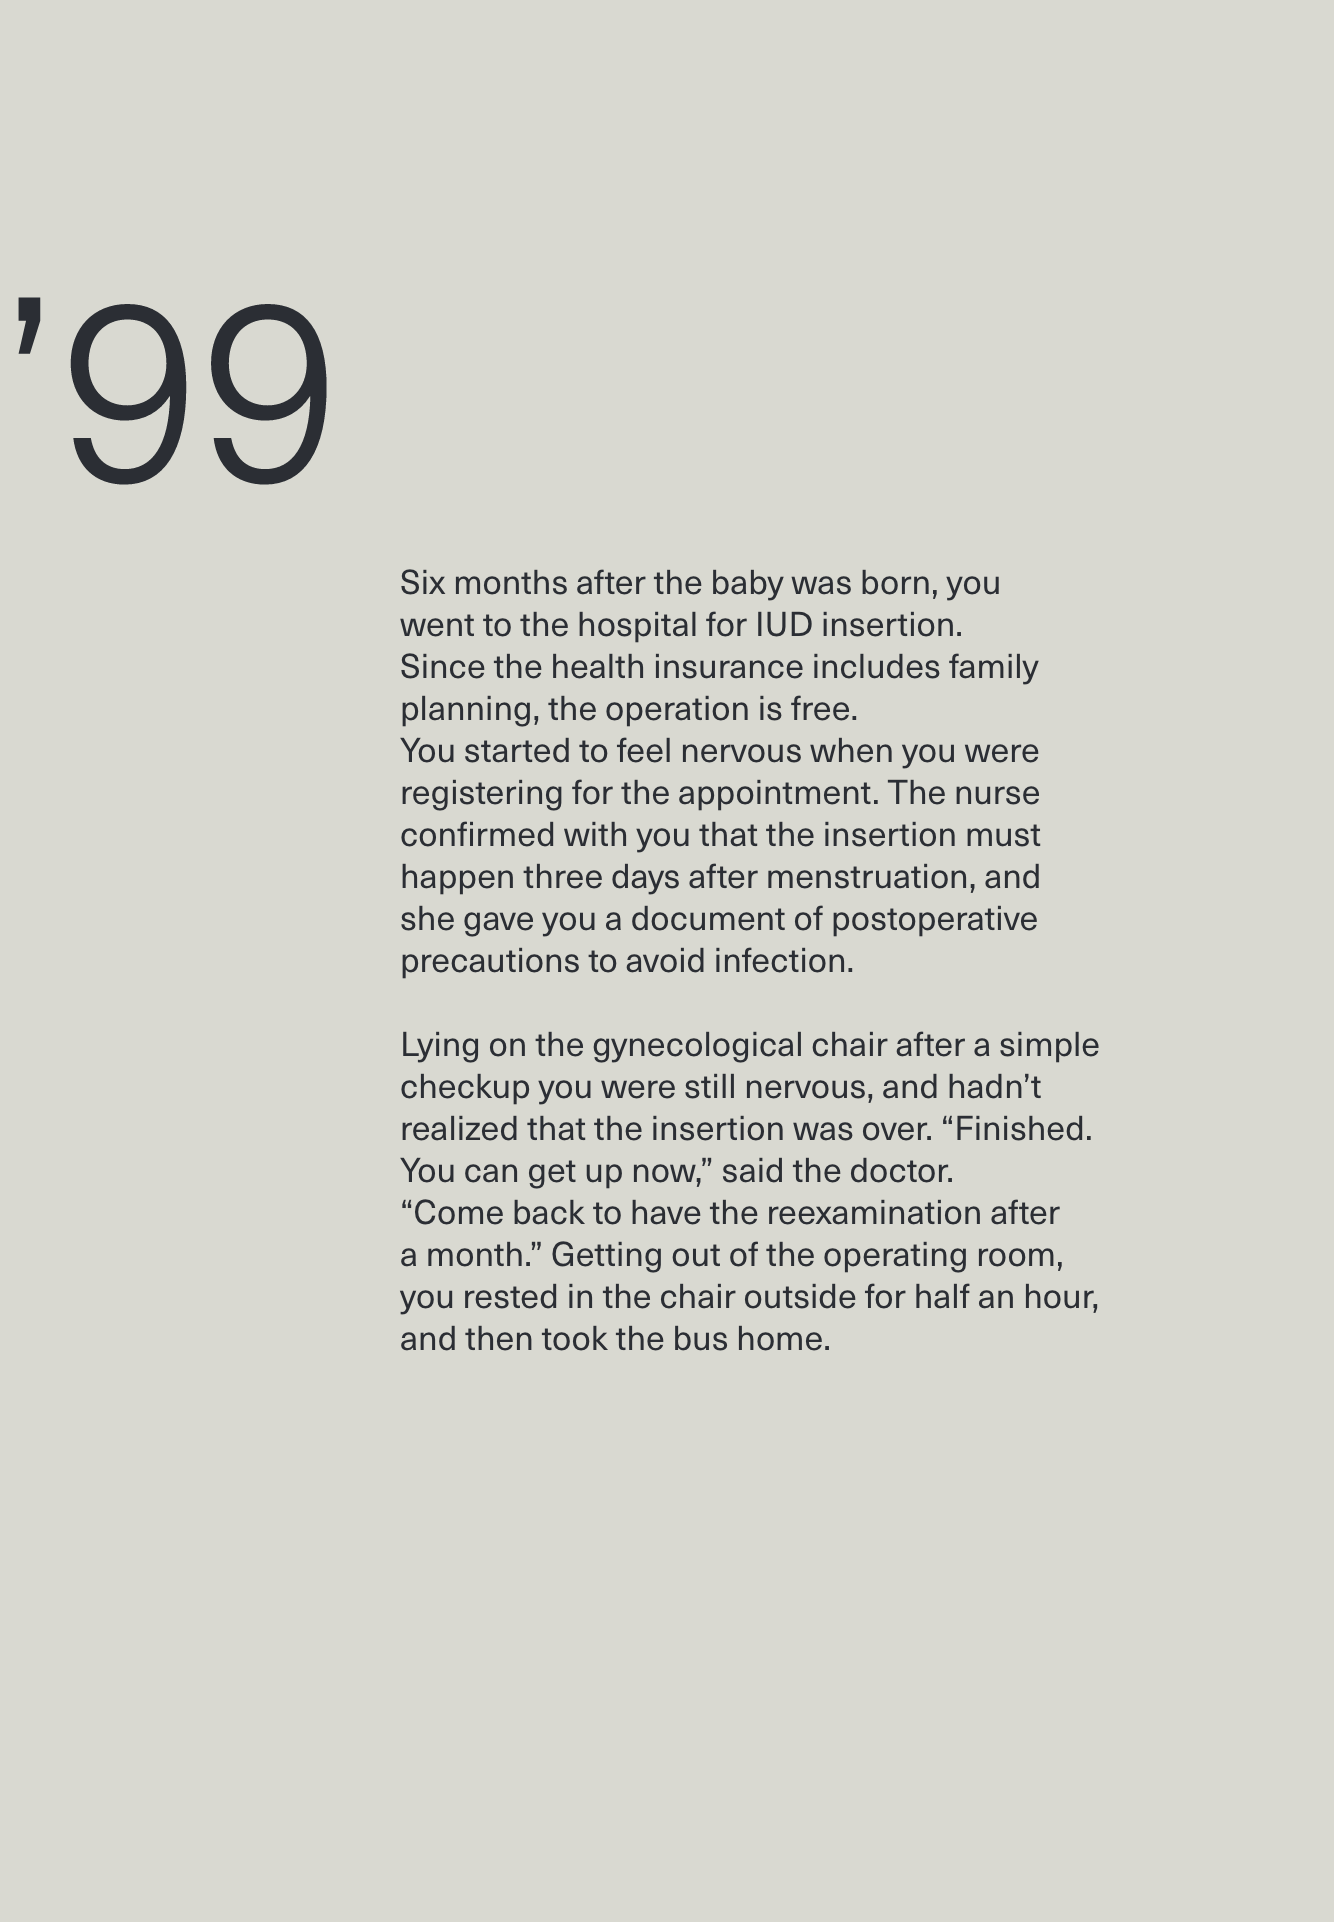 ’99
Six months after the baby was born, you
went to the hospital for IUD insertion.
Since the health insurance includes family
planning, the operation is free.
You started to feel nervous when you were
registering for the appointment. The nurse
confirmed with you that the insertion must
happen three days after menstruation, and
she gave you a document of postoperative
precautions to avoid infection.
Lying on the gynecological chair after a simple
checkup you were still nervous, and hadn’t
realized that the insertion was over. “Finished.
You can get up now,” said the doctor.
“Come back to have the reexamination after
a month.” Getting out of the operating room,
you rested in the chair outside for half an hour,
and then took the bus home.